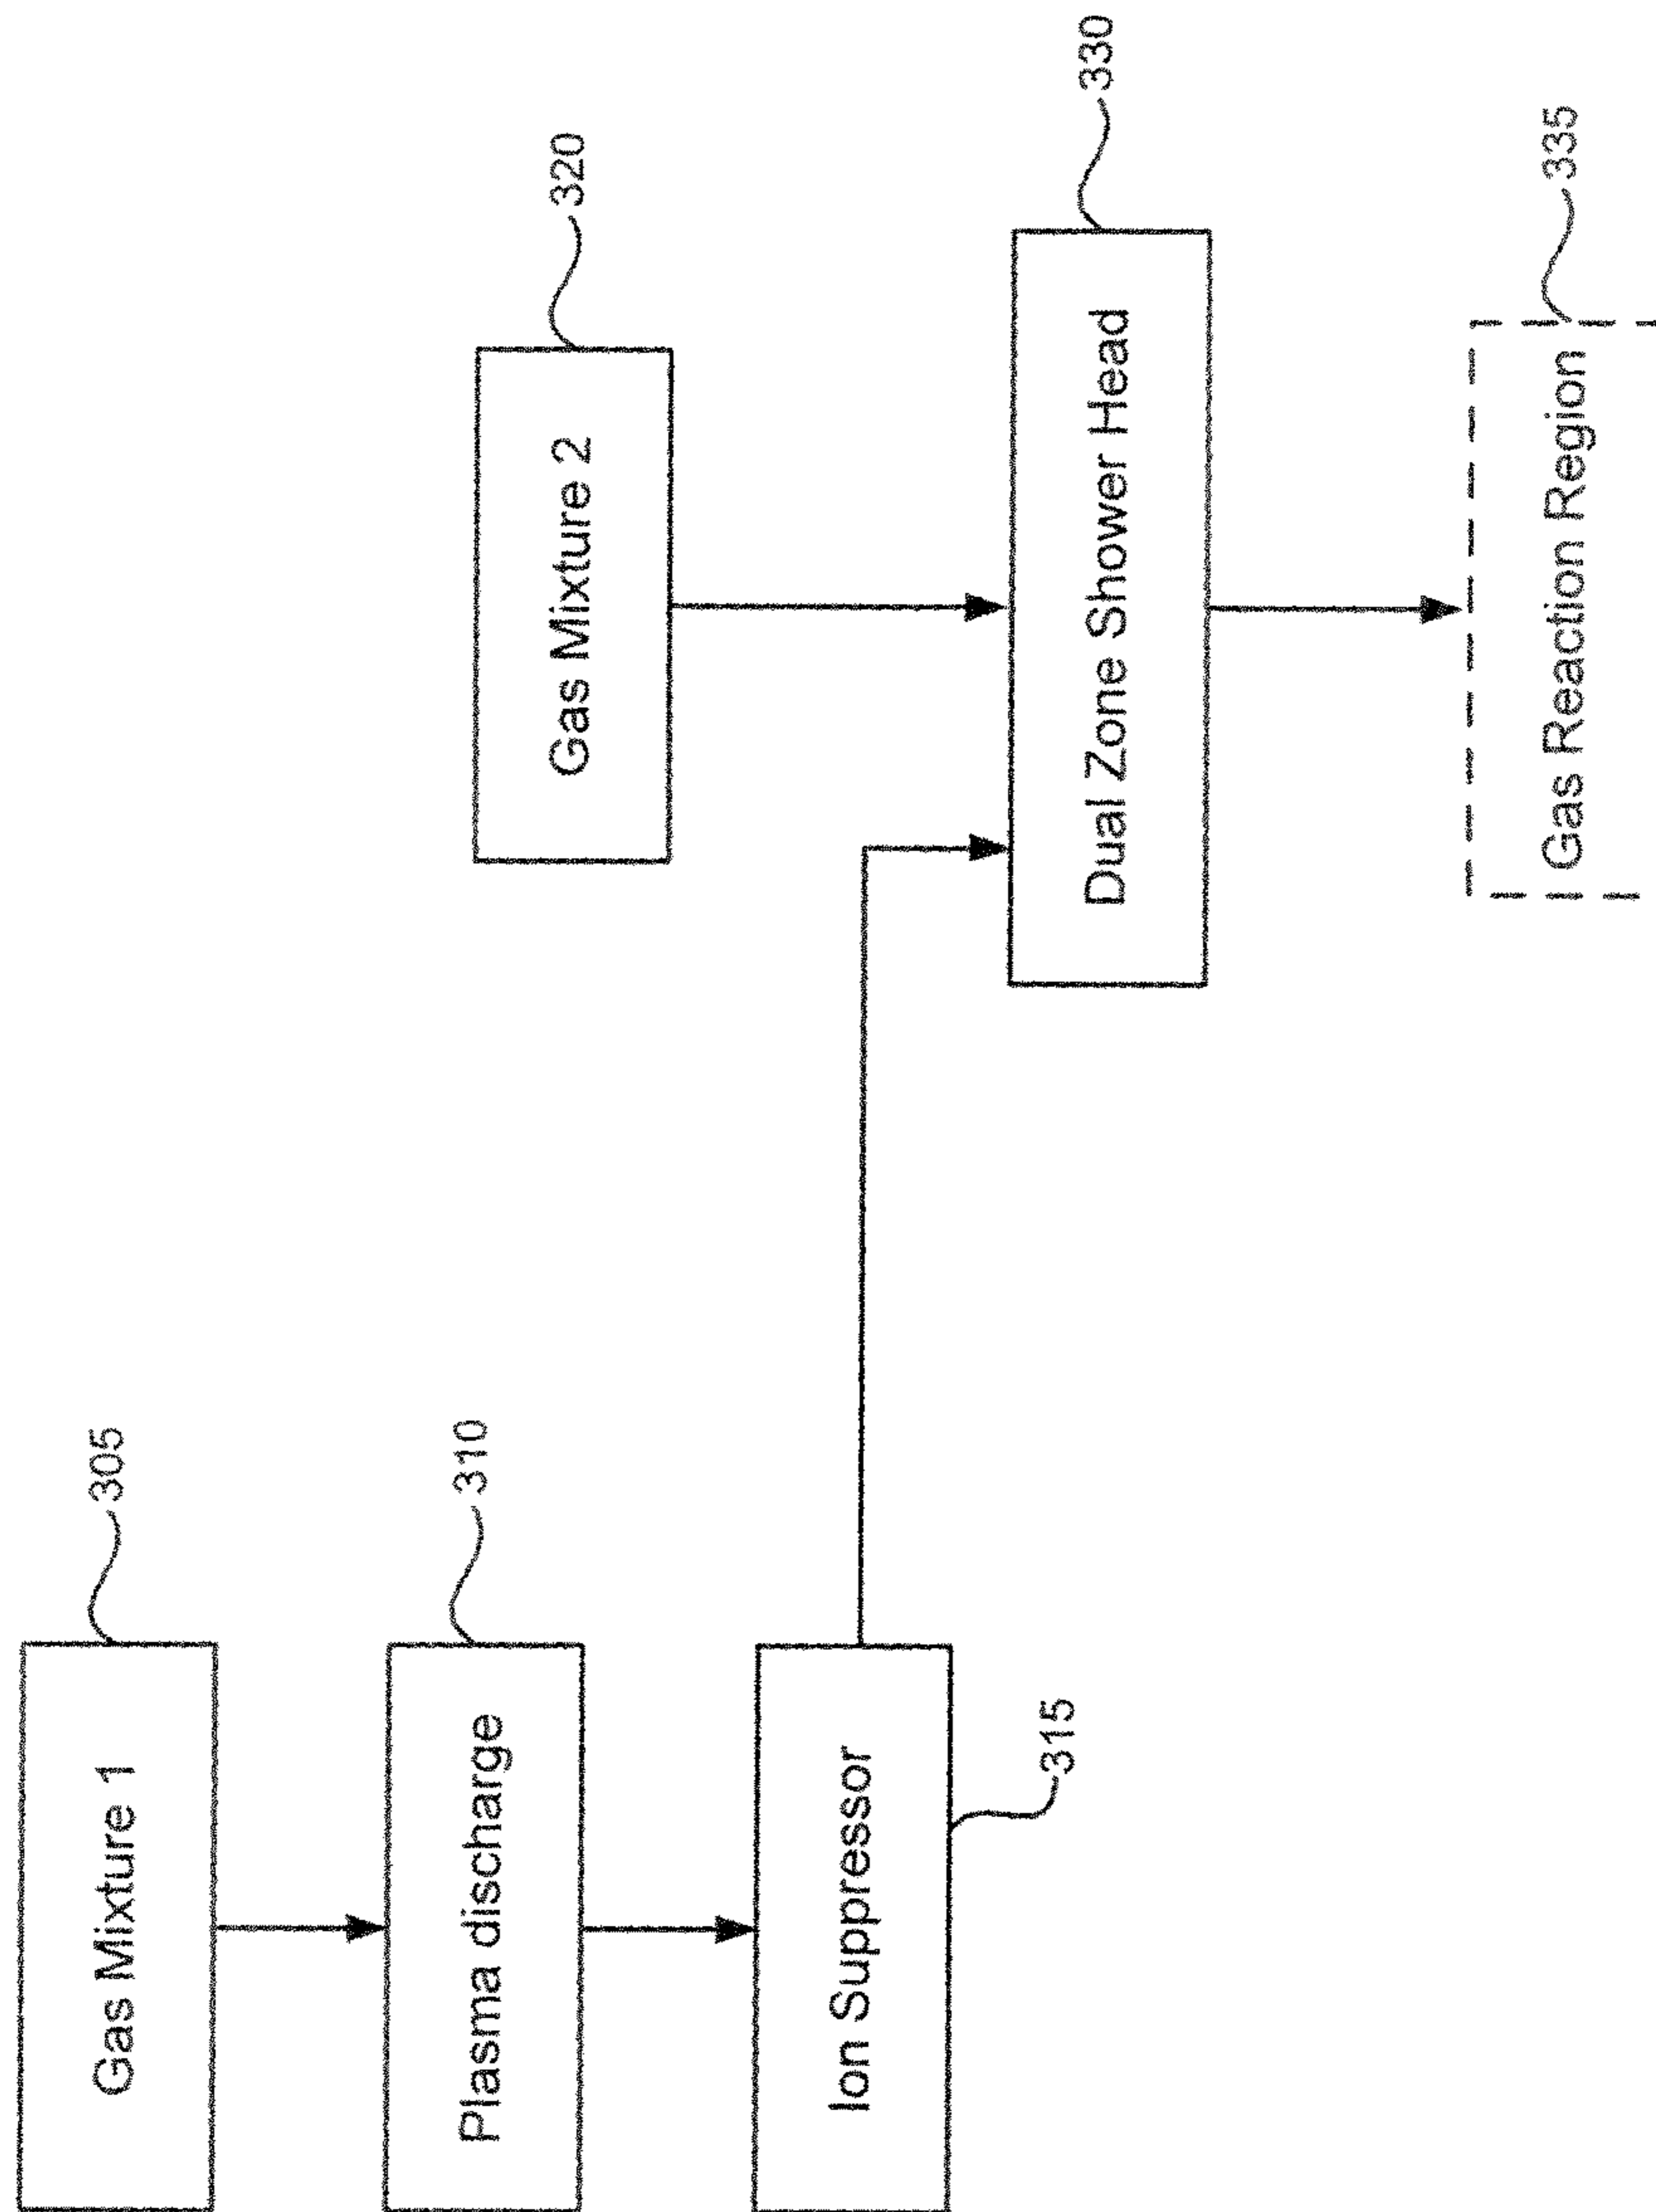 Gas Mixture 1
305
Plasma discharge
310
Ion Suppressor
315
Gas Mixture 2
320
Dual Zone Shower Head
330
Gas Reaction Region
335